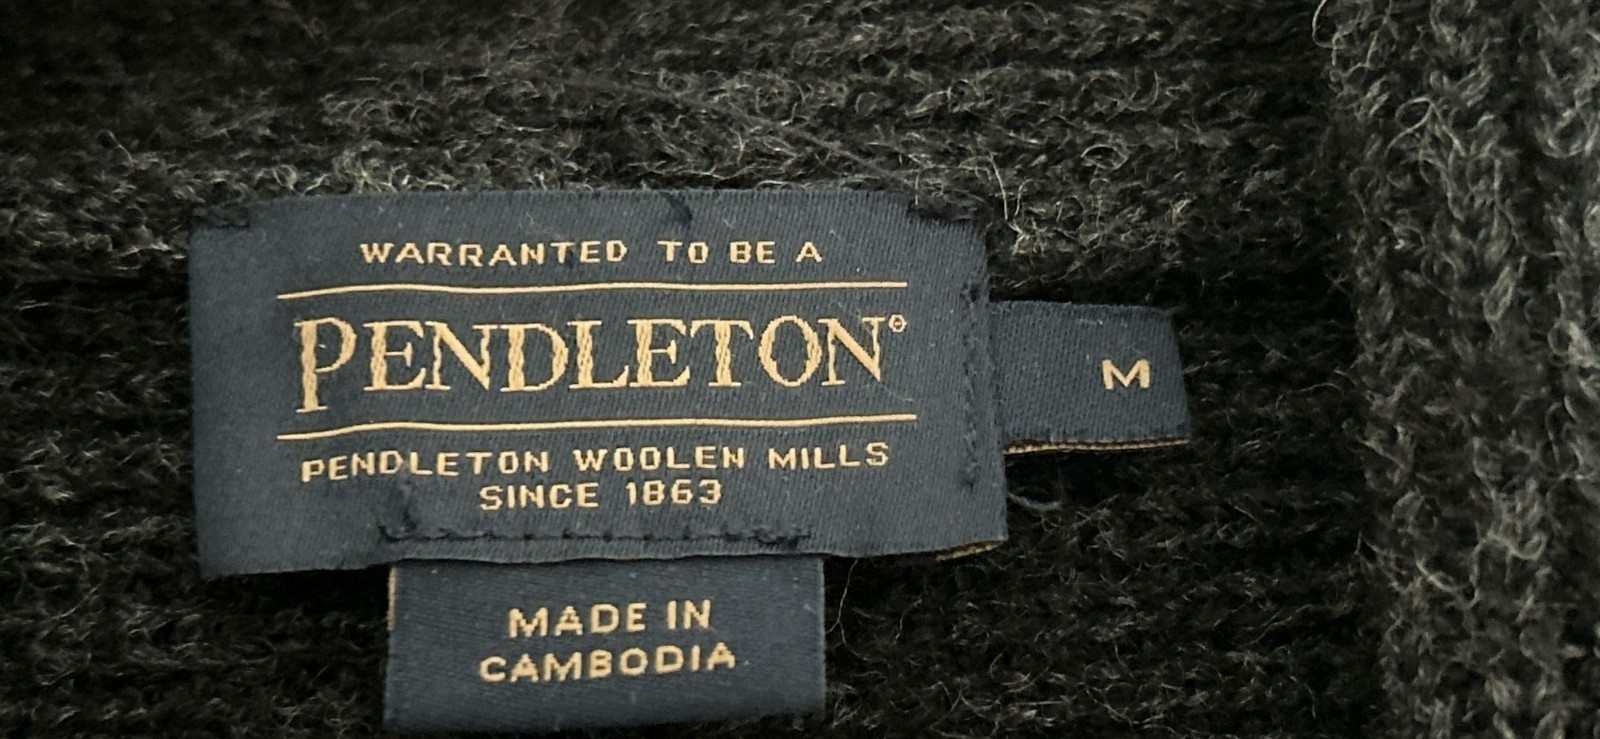 WARRANTED TO BE A
PENDLETON®
M
PENDLETON WOOLEN MILLS
SINCE 1863
MADE IN
CAMBODIA